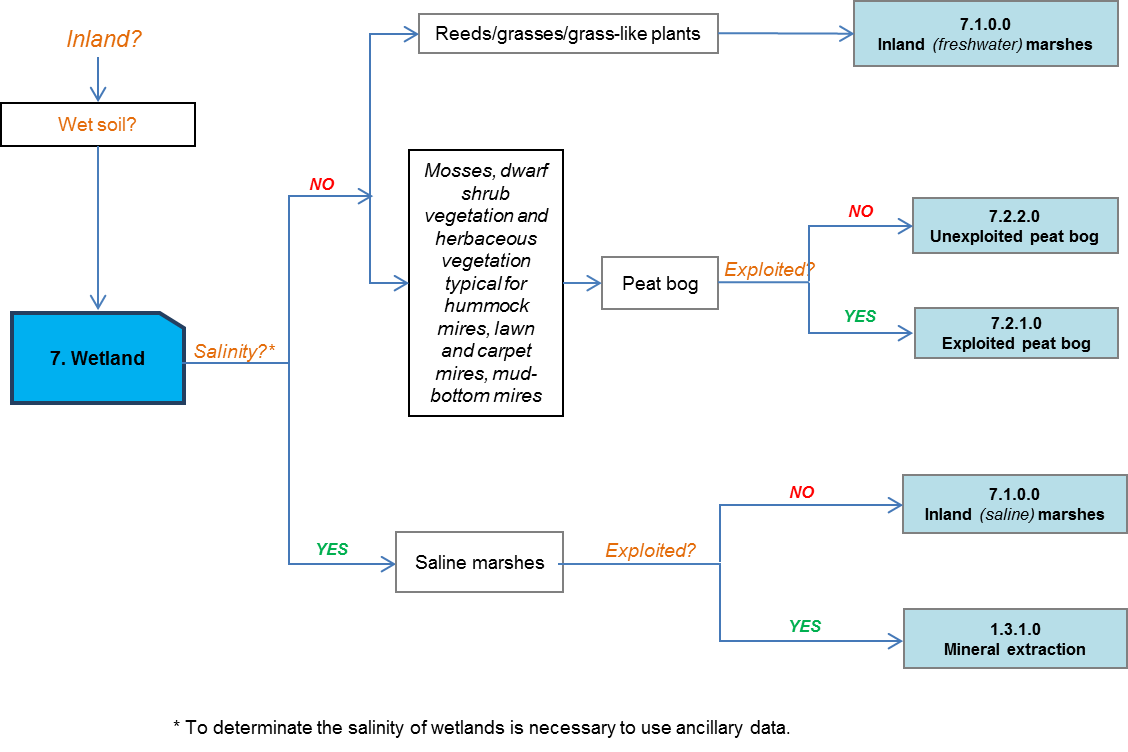 Inland?
Wet soil?
7. Wetland
Salinity?*
NO
Reeds/grasses/grass-like plants
7.1.0.0
Inland (freshwater) marshes
Mosses, dwarf
shrub
vegetation and
herbaceous
vegetation
typical for
hummock
mires, lawn
and carpet
mires, mud-
bottom mires
Peat bog
Exploited?
NO
7.2.2.0
Unexploited peat bog
YES
7.2.1.0
Exploited peat bog
YES
Saline marshes
Exploited?
NO
7.1.0.0
Inland (saline) marshes
YES
1.3.1.0
Mineral extraction
* To determinate the salinity of wetlands is necessary to use ancillary data.